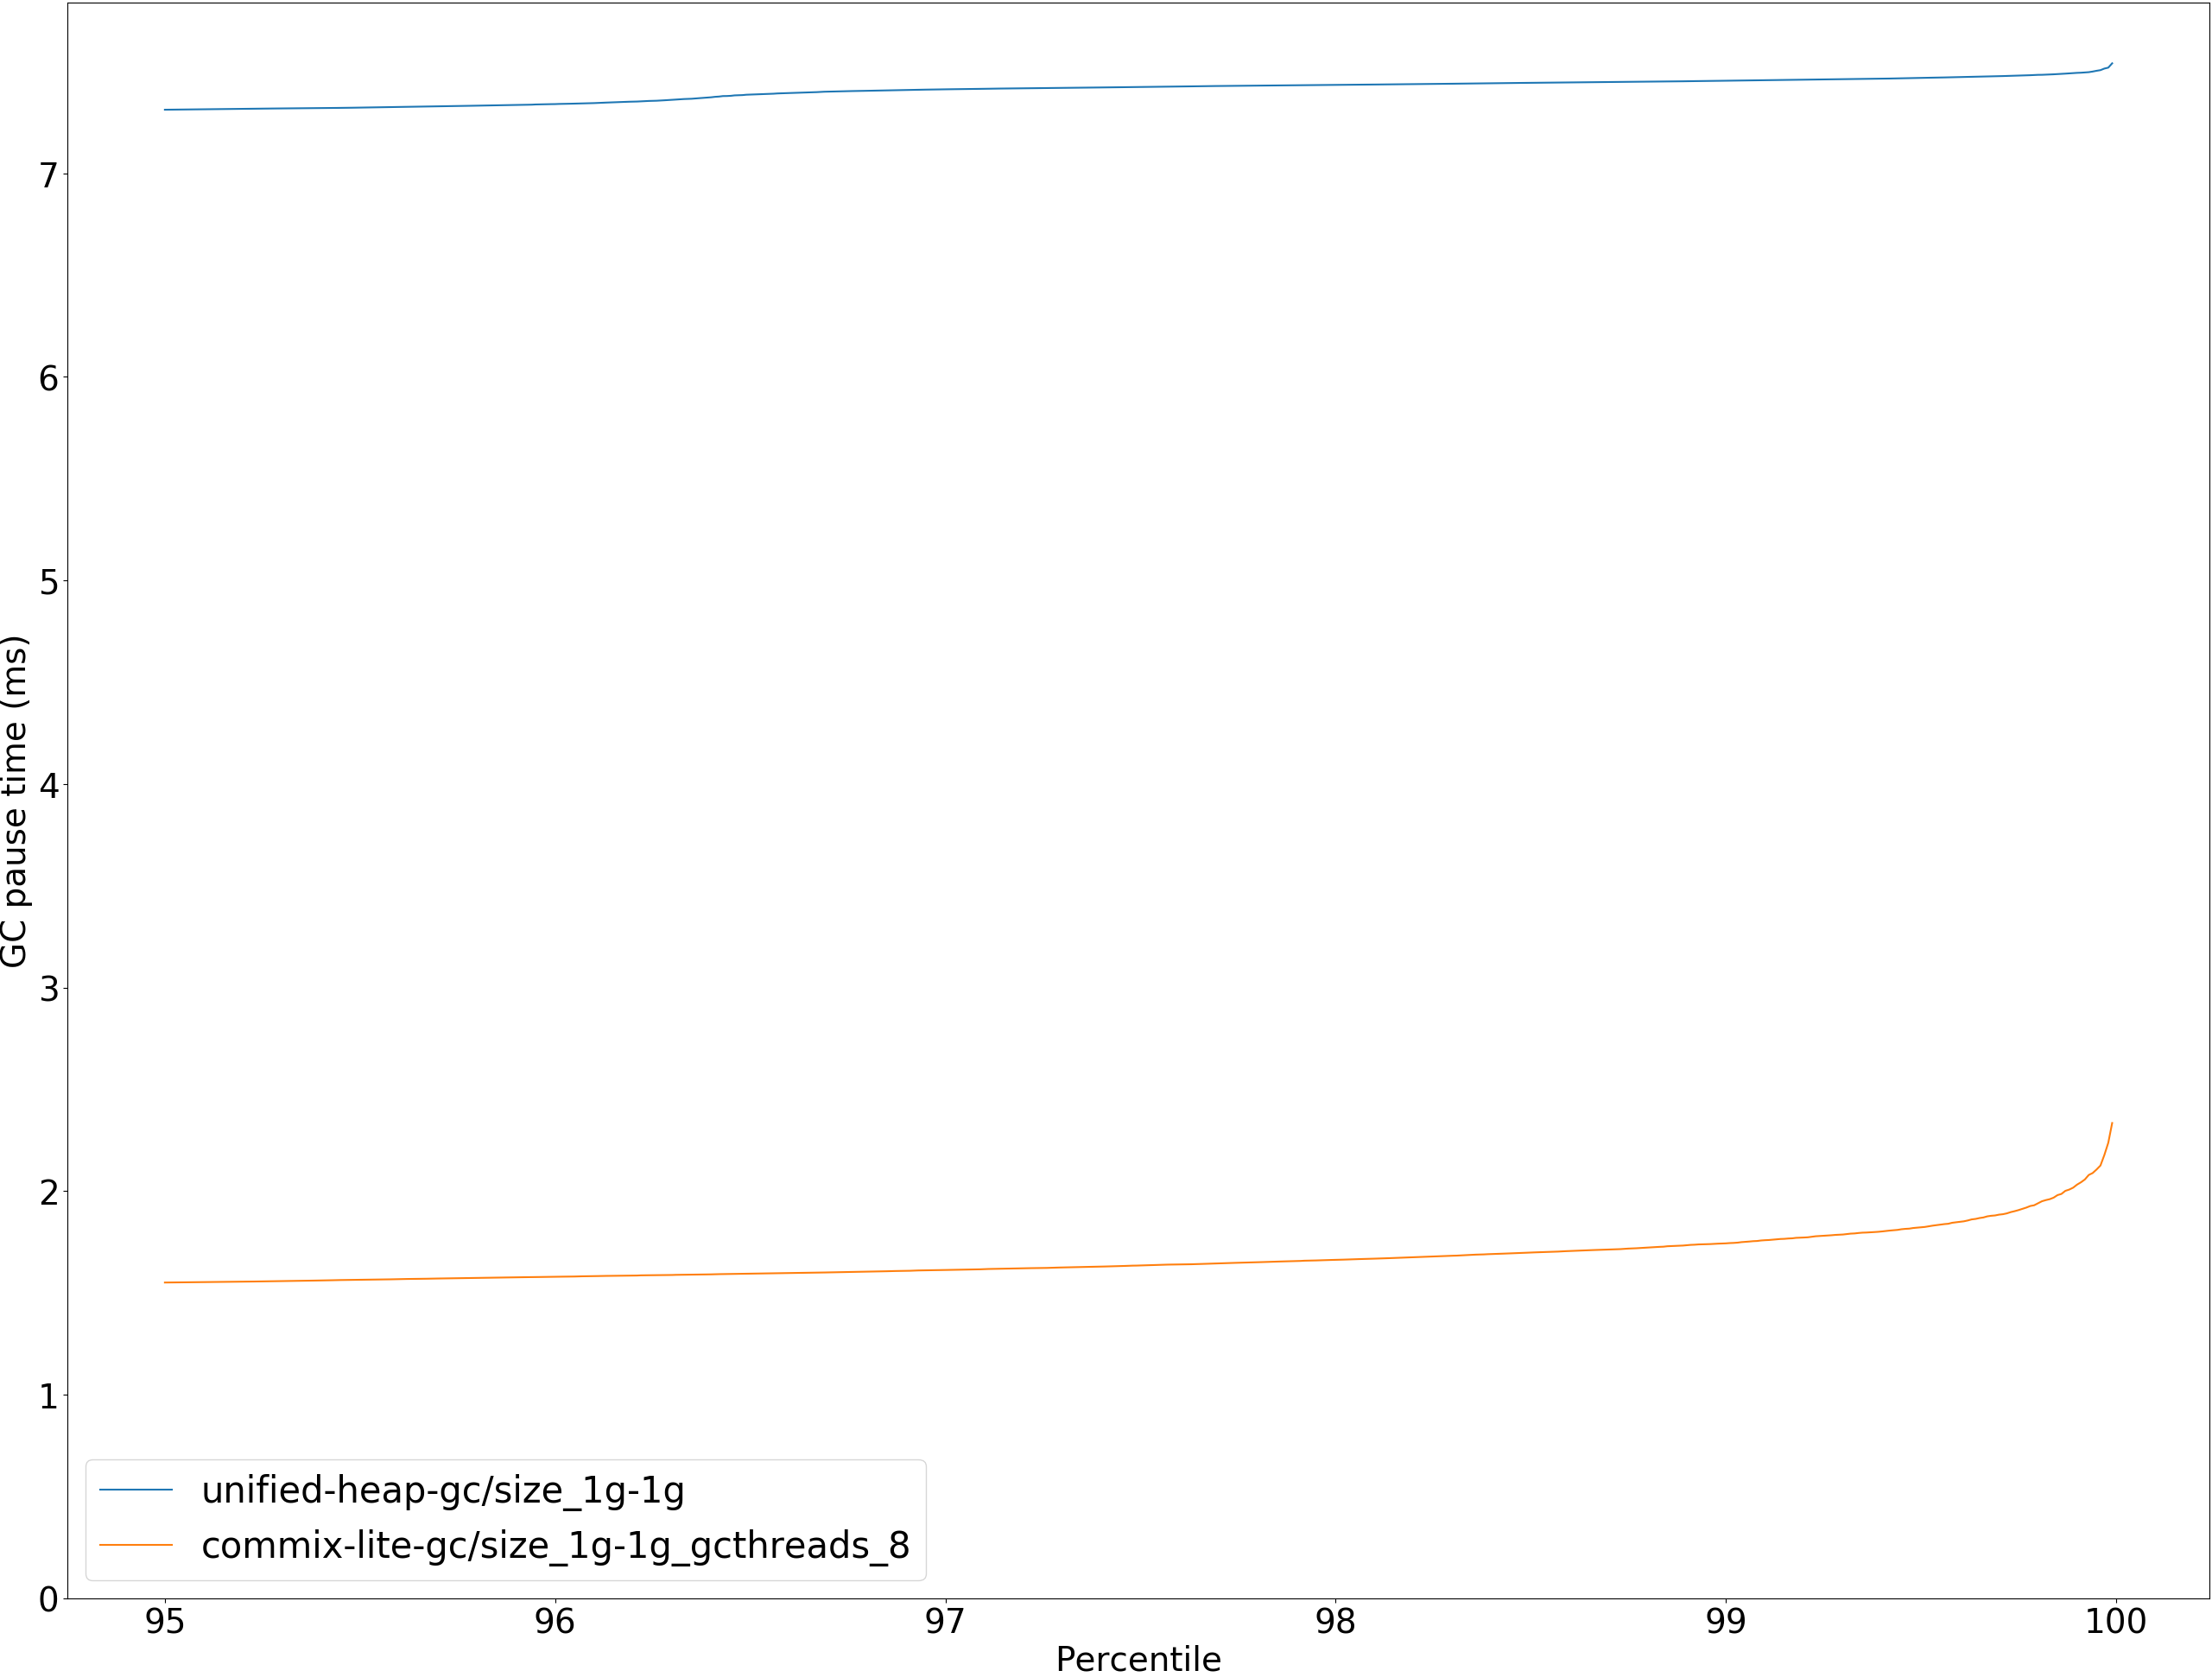 7
6
5
4
3
2
1
0
GC pause time (ms)
95 96 97 98 99 100
Percentile
unified-heap-gc/size_1g-1g
commix-lite-gc/size_1g-1g_gcthreads_8